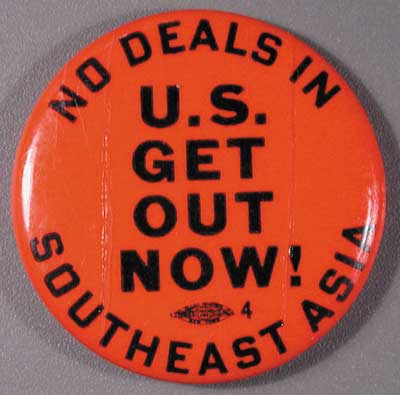 NO DEALS IN
U.S.
GET
OUT
NOW!
4
SOUTHEAST ASIA